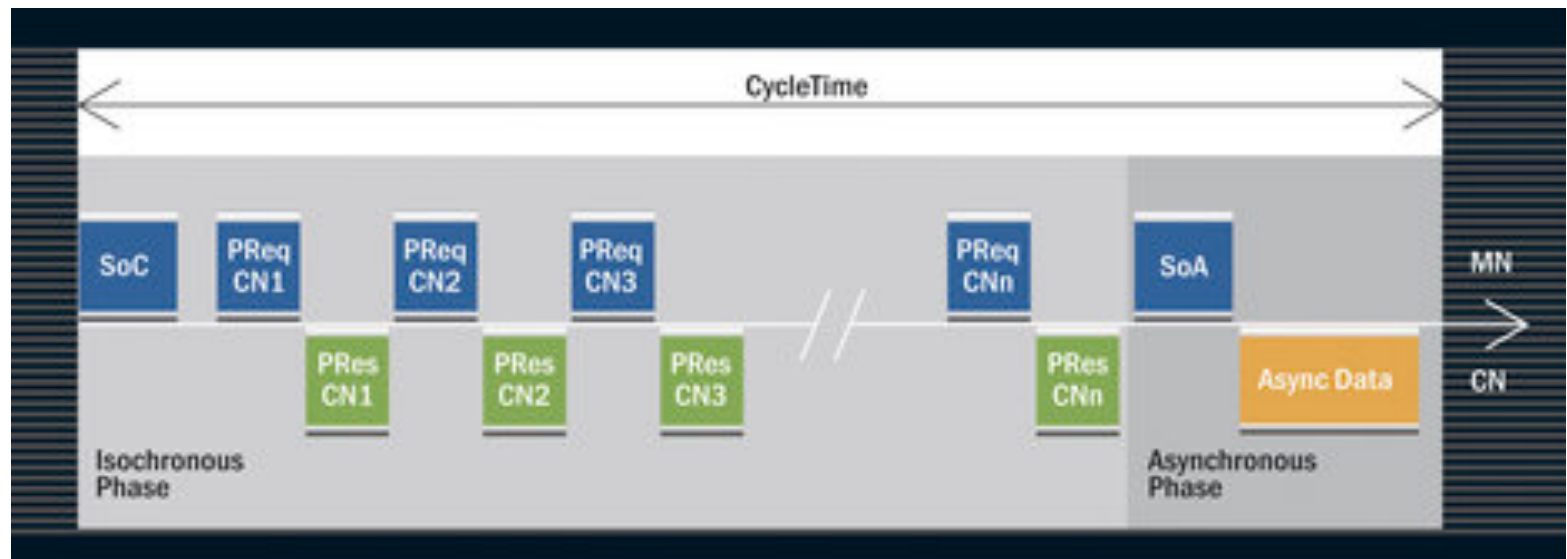 CycleTime
SoC
PReq
CN1
PReq
CN2
PReq
CN3
PReq
CNn
SoA
MN
PRes
CN1
PRes
CN2
PRes
CN3
PRes
CNn
Async Data
CN
Isochronous
Phase
Asynchronous
Phase